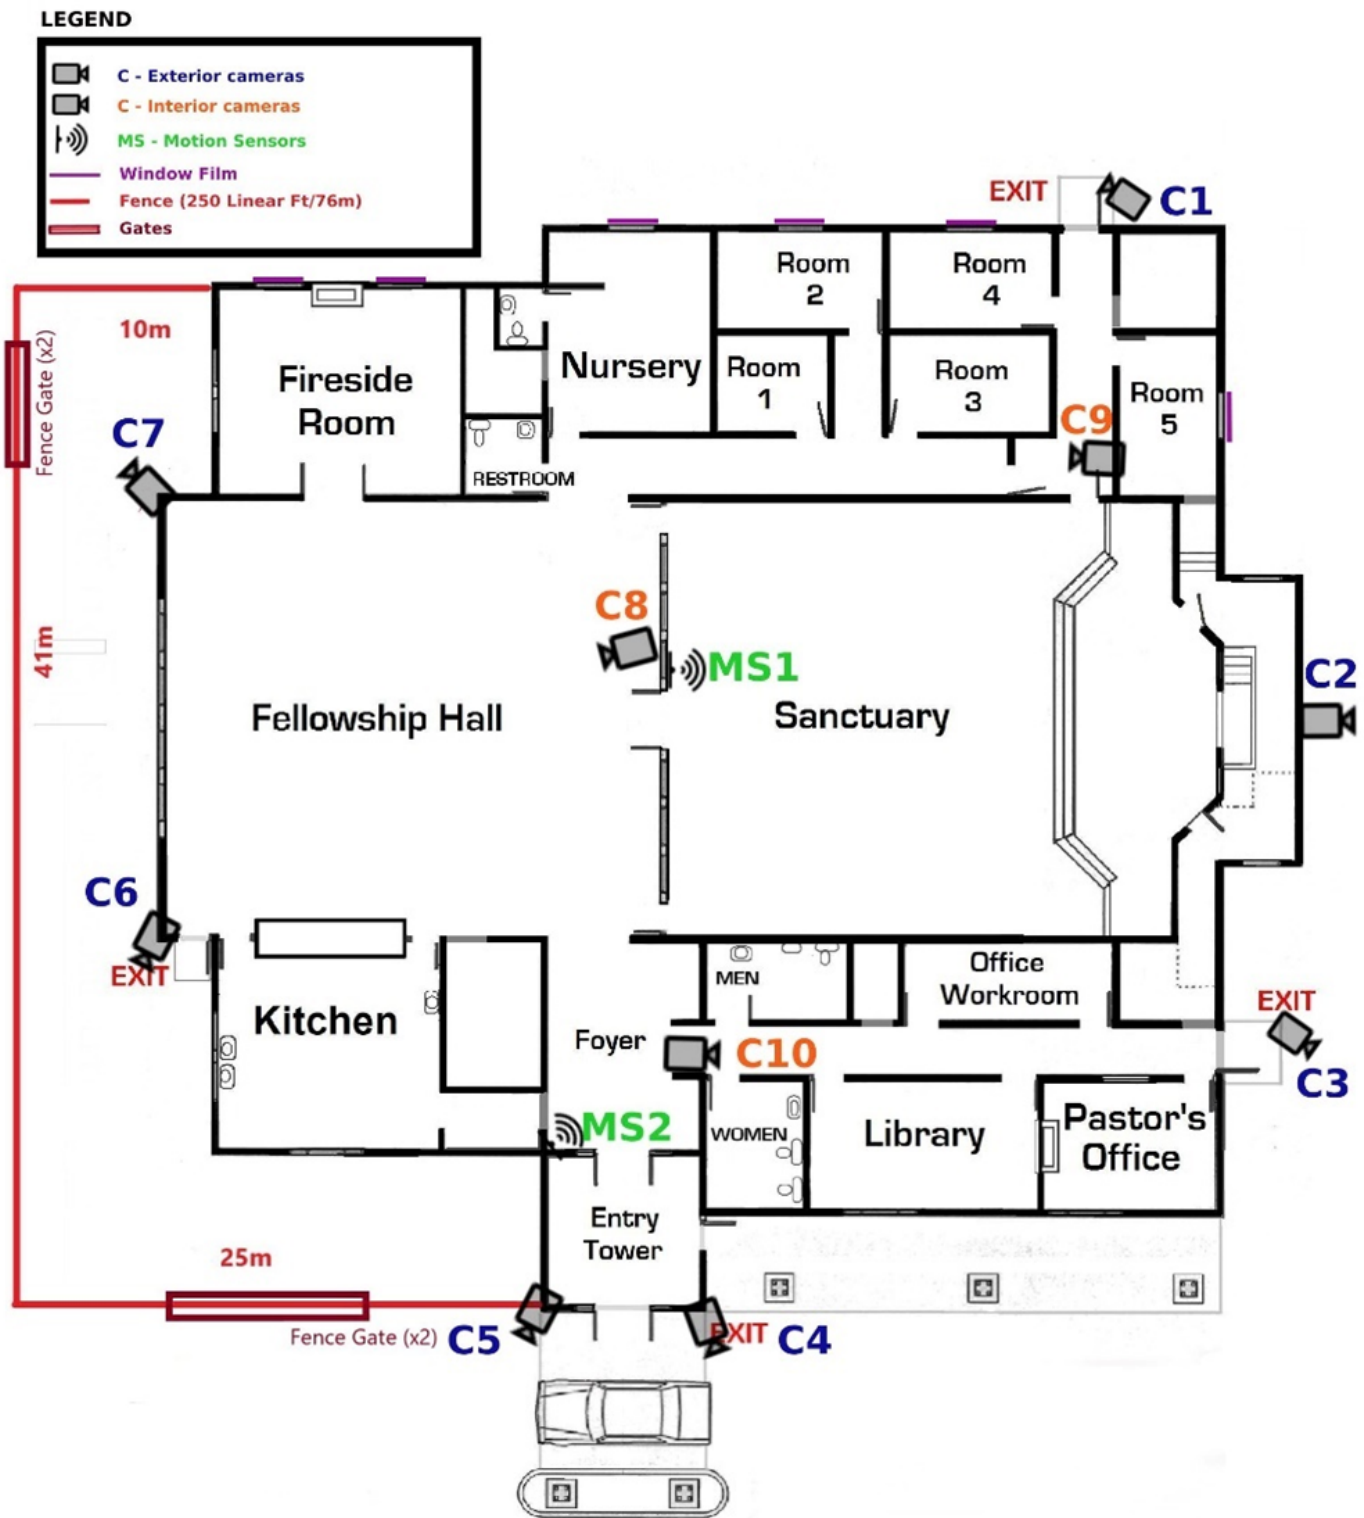 LEGEND
C - Exterior cameras
C - Interior cameras
MS - Motion Sensors
Window Film
Fence (250 Linear Ft/76m)
Gates
EXIT
C1
Room
2
Room
4
10m
Fence Gate (x2)
Fireside
Room
Nursery
Room
1
Room
3
Room
5
C7
C9
RESTROOM
C8
41m
MS1
C2
Fellowship Hall
Sanctuary
C6
EXIT
Kitchen
MEN
Office
Workroom
EXIT
Foyer
C10
C3
MS2
WOMEN
Library
Pastor's
Office
Entry
Tower
25m
Fence Gate (x2)
C5
EXIT
C4